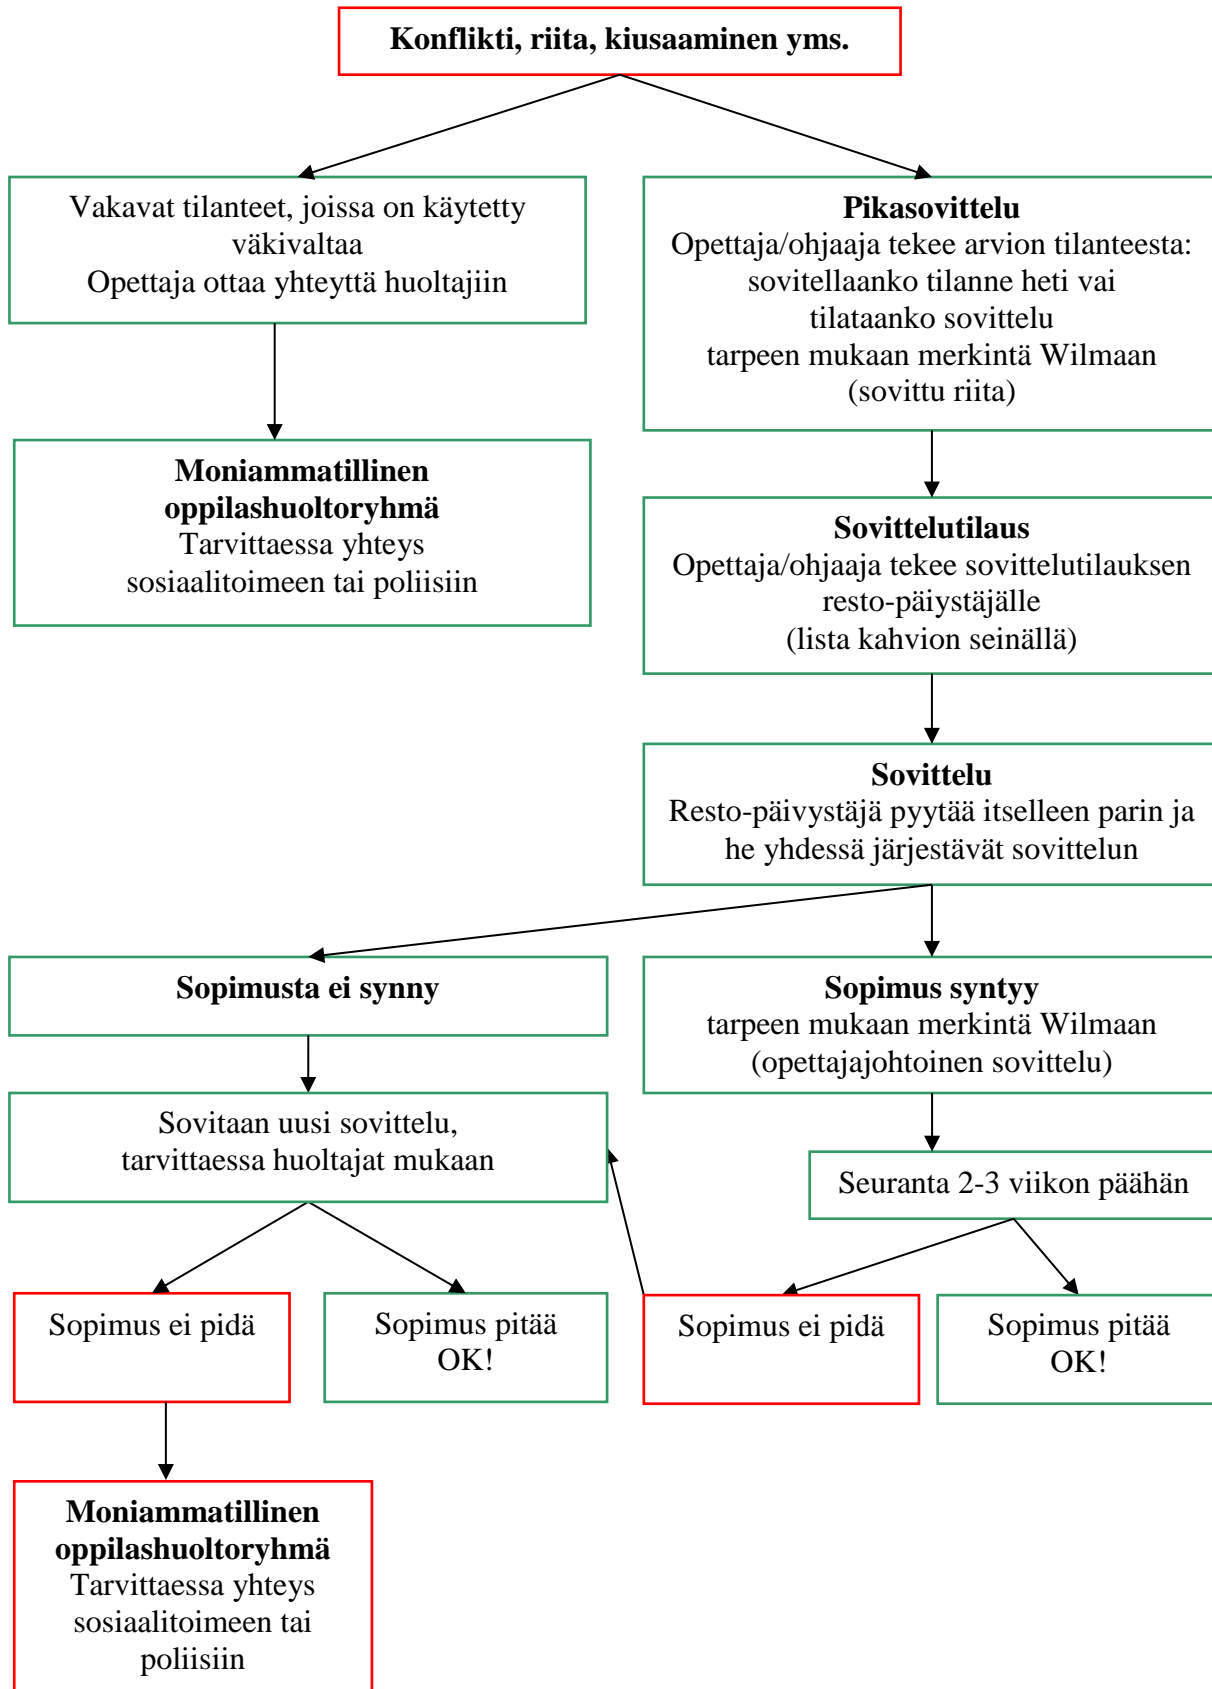 Konflikti, riita, kiusaaminen yms.
Vakavat tilanteet, joissa on käytetty
väkivaltaa
Opettaja ottaa yhteyttä huoltajiin
Pikasovittelu
Opettaja/ohjaaja tekee arvion tilanteesta:
sovitellaanko tilanne heti vai
tilataanko sovittelu
tarpeen mukaan merkintä Wilmaan
(sovittu riita)
Moniammatillinen
oppilashuoltoryhmä
Tarvittaessa yhteys
sosiaalitoimeen tai poliisiin
Sovittelutilaus
Opettaja/ohjaaja tekee sovittelutilauksen
resto-päiystäjälle
(lista kahvion seinällä)
Sovittelu
Resto-päivystäjä pyytää itselleen parin ja
he yhdessä järjestävät sovittelun
Sopimusta ei synny
Sopimus syntyy
tarpeen mukaan merkintä Wilmaan
(opettajajohtoinen sovittelu)
Sovitaan uusi sovittelu,
tarvittaessa huoltajat mukaan
Seuranta 2-3 viikon päähän
Sopimus ei pidä
Sopimus pitää
OK!
Sopimus ei pidä
Sopimus pitää
OK!
Moniammatillinen
oppilashuoltoryhmä
Tarvittaessa yhteys
sosiaalitoimeen tai
poliisiin